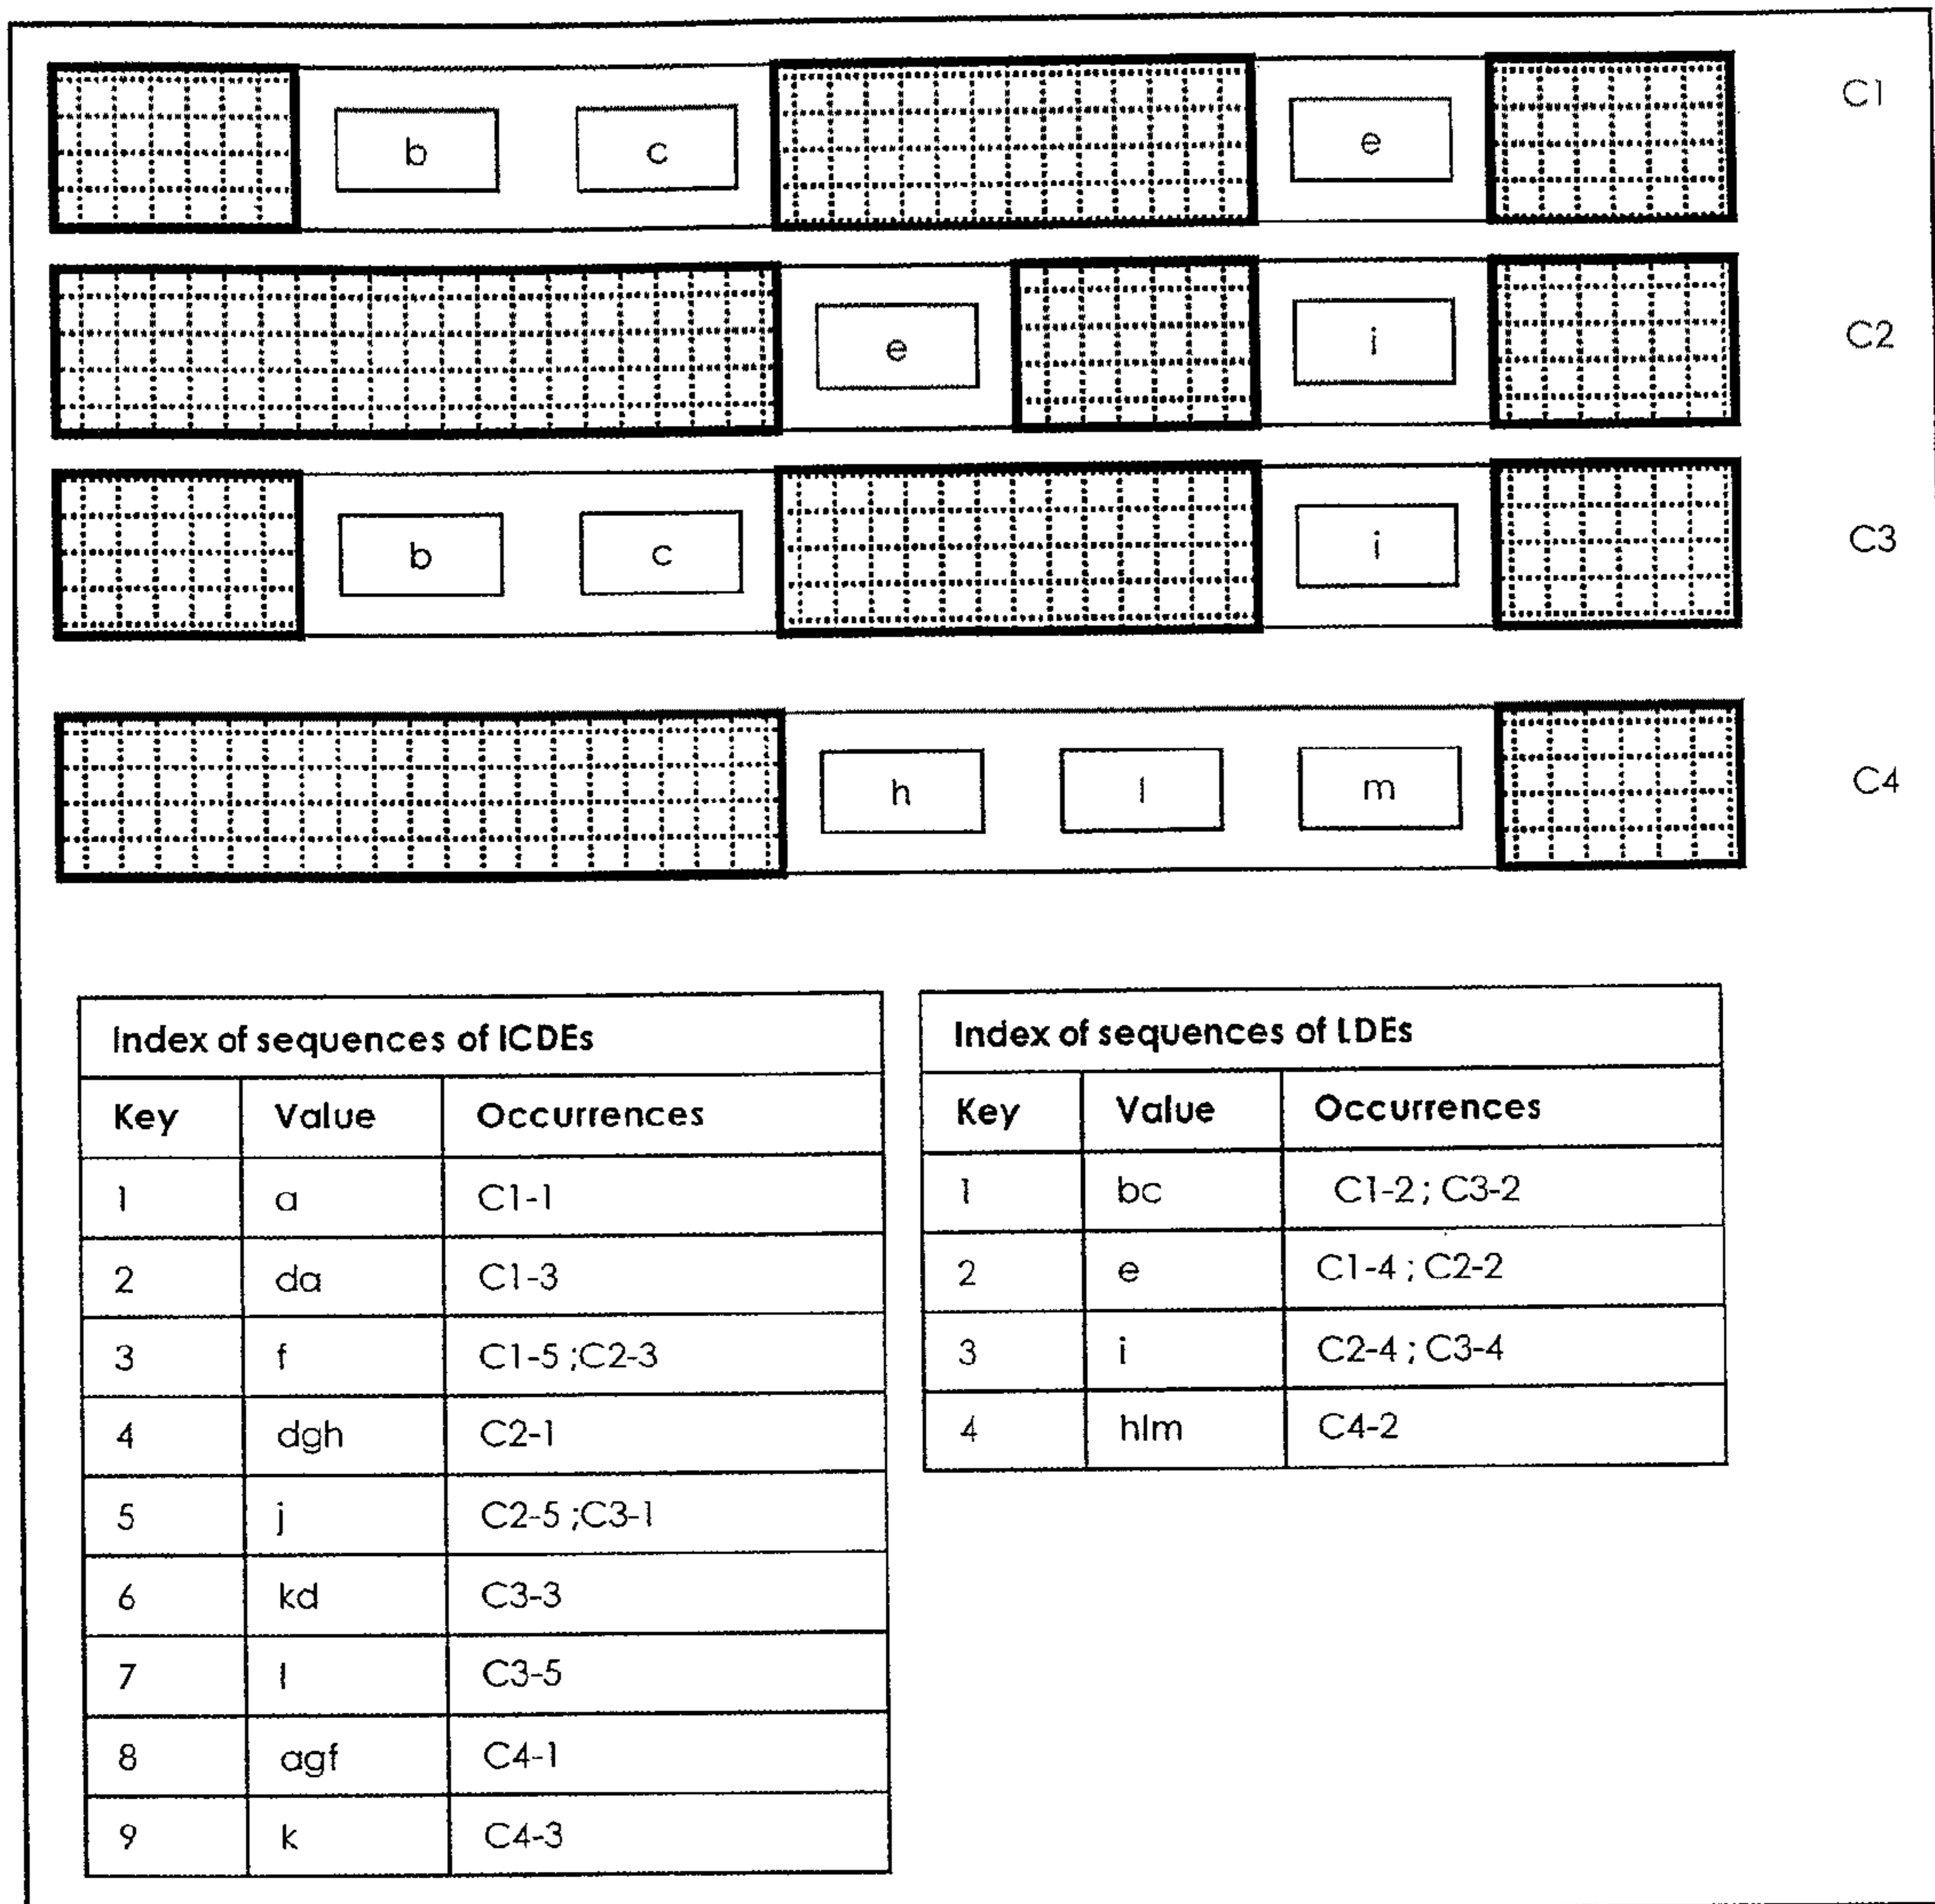 b c e C1
e i C2
b c i C3
h l m C4
Index of sequences of ICDEs
Key Value Occurrences
1 a C1-1
2 da C1-3
3 f C1-5 ;C2-3
4 dgh C2-1
5 j C2-5 ;C3-1
6 kd C3-3
7 l C3-5
8 agf C4-1
9 k C4-3
Index of sequences of LDEs
Key Value Occurrences
1 bc C1-2 ; C3-2
2 e C1-4 ; C2-2
3 i C2-4 ; C3-4
4 hlm C4-2